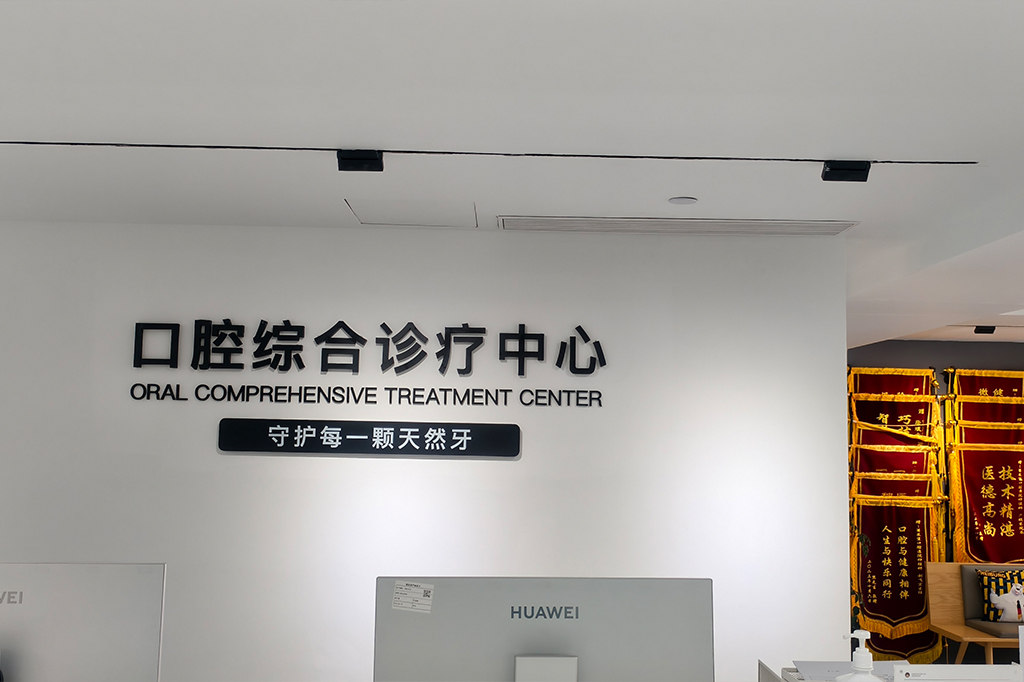 口腔综合诊疗中心
ORAL COMPREHENSIVE TREATMENT CENTER
守护每一颗天然牙
HUAWEI
技术精湛
医德高尚
口腔与健康相伴
人生与快乐同行